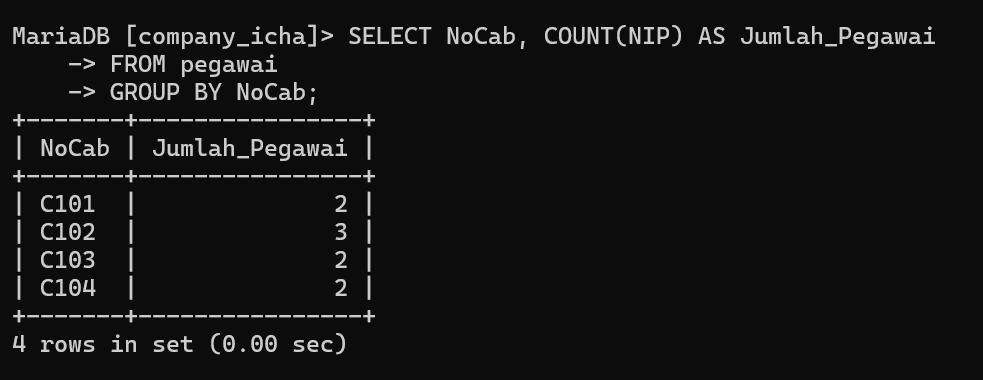 MariaDB [company_icha]> SELECT NoCab, COUNT(NIP) AS Jumlah_Pegawai
    -> FROM pegawai
    -> GROUP BY NoCab;
+-------+----------------+
| NoCab | Jumlah_Pegawai |
+-------+----------------+
| C101  |              2 |
| C102  |              3 |
| C103  |              2 |
| C104  |              2 |
+-------+----------------+
4 rows in set (0.00 sec)